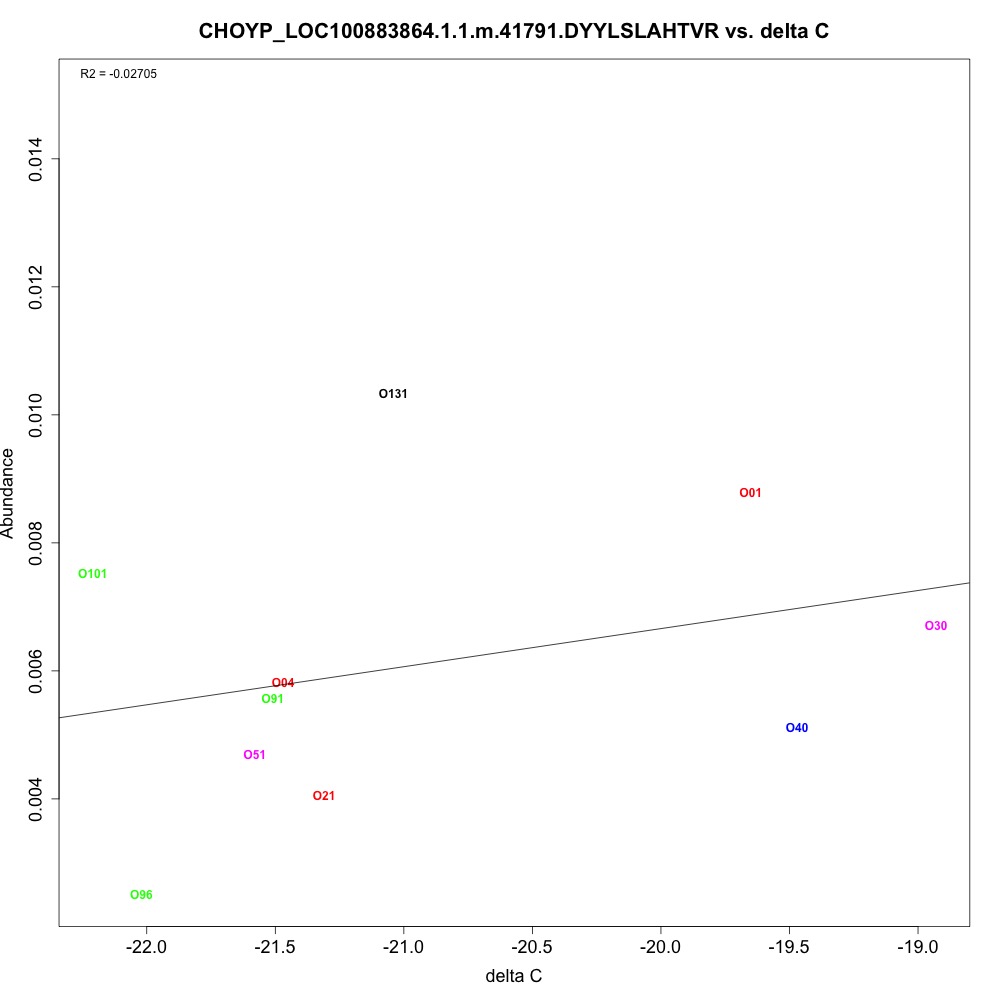 CHOYP_LOC100883864.1.1.m.41791.DYYLSLAHTVR vs. delta C
R2 = -0.02705
0.014
0.012
0.010
0.008
0.006
0.004
Abundance
O131
O01
O101
O30
O04
O91
O40
O51
O21
O96
-22.0 -21.5 -21.0 -20.5 -20.0 -19.5 -19.0
delta C